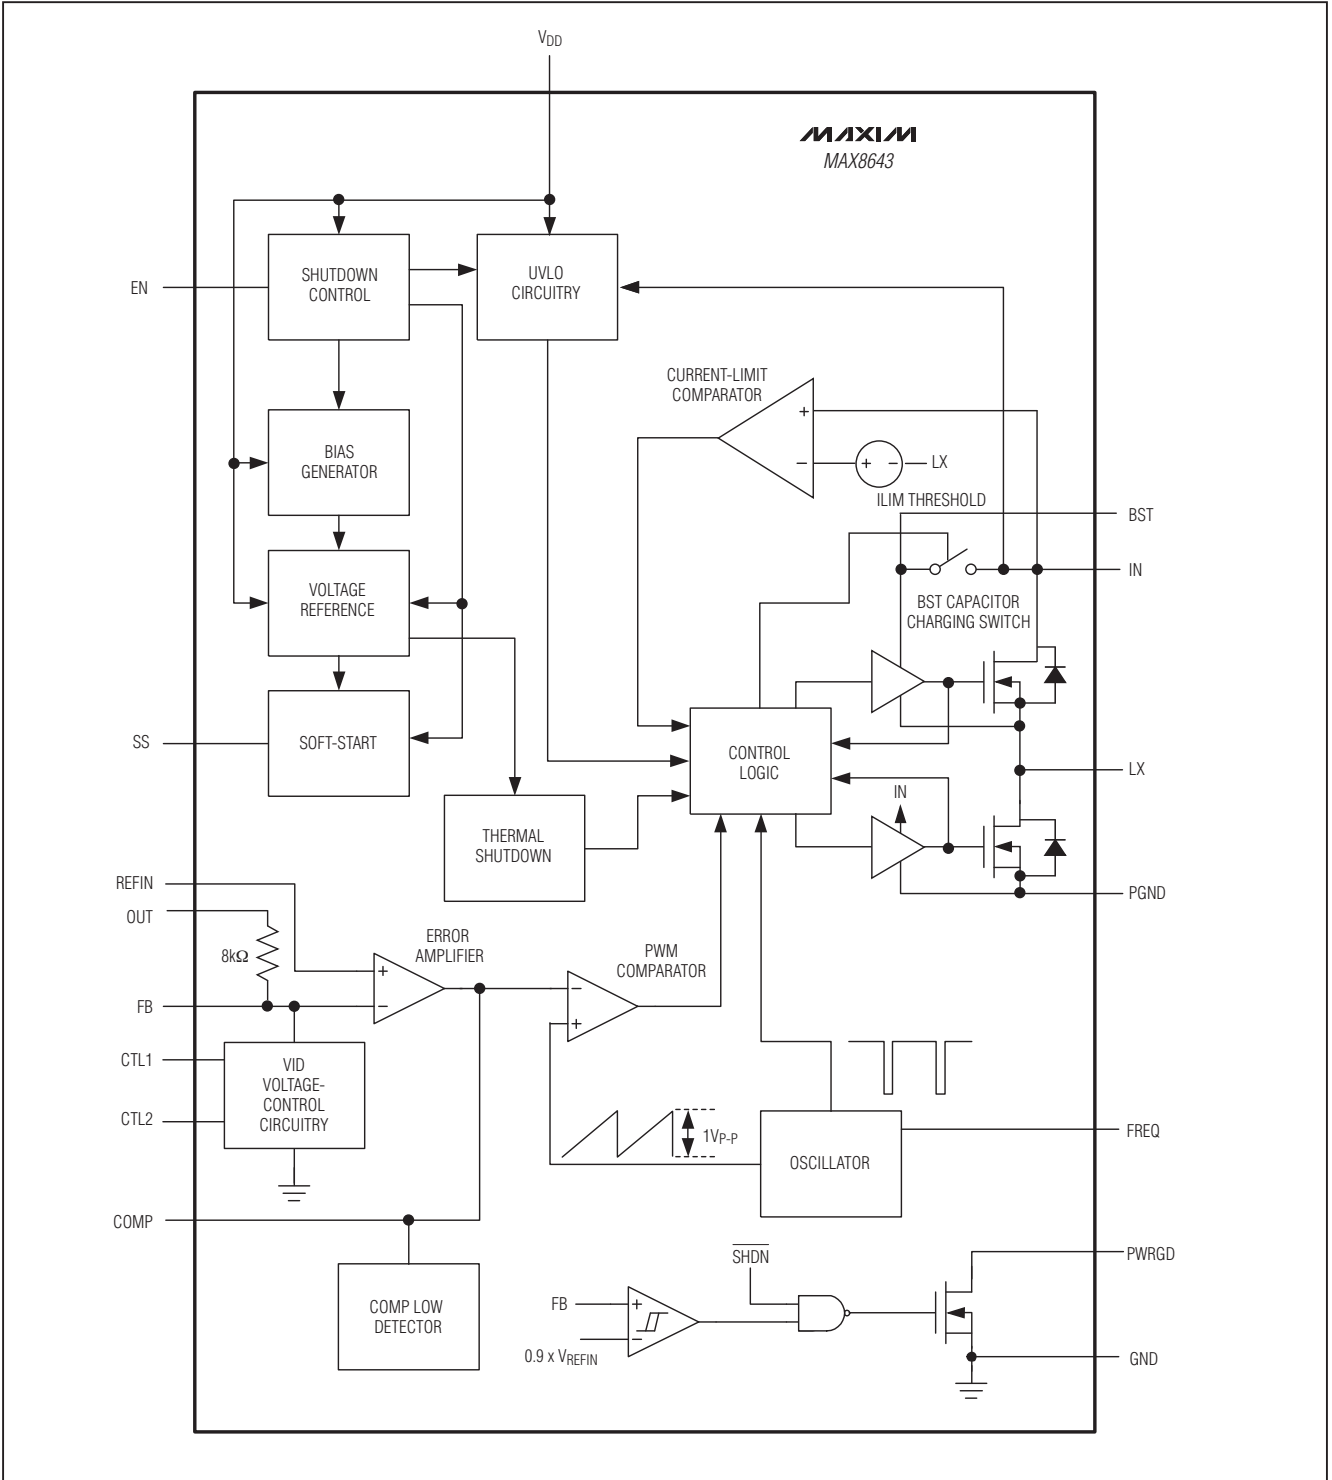 VDD
MAXIM
MAX8643
SHUTDOWN
CONTROL
UVLO
CIRCUITRY
EN
CURRENT-LIMIT
COMPARATOR
+
−
+ −
LX
ILIM THRESHOLD
BIAS
GENERATOR
BST
IN
VOLTAGE
REFERENCE
BST CAPACITOR
CHARGING SWITCH
SS
SOFT-START
CONTROL
LOGIC
LX
IN
THERMAL
SHUTDOWN
REFIN
PGND
OUT
8kΩ
ERROR
AMPLIFIER
+
−
PWM
COMPARATOR
−
+
FB
CTL1
VID
VOLTAGE-
CONTROL
CIRCUITRY
CTL2
1VP-P
OSCILLATOR
FREQ
COMP
COMP LOW
DETECTOR
SHDN
PWRGD
FB
+
−
0.9 x VREFIN
GND